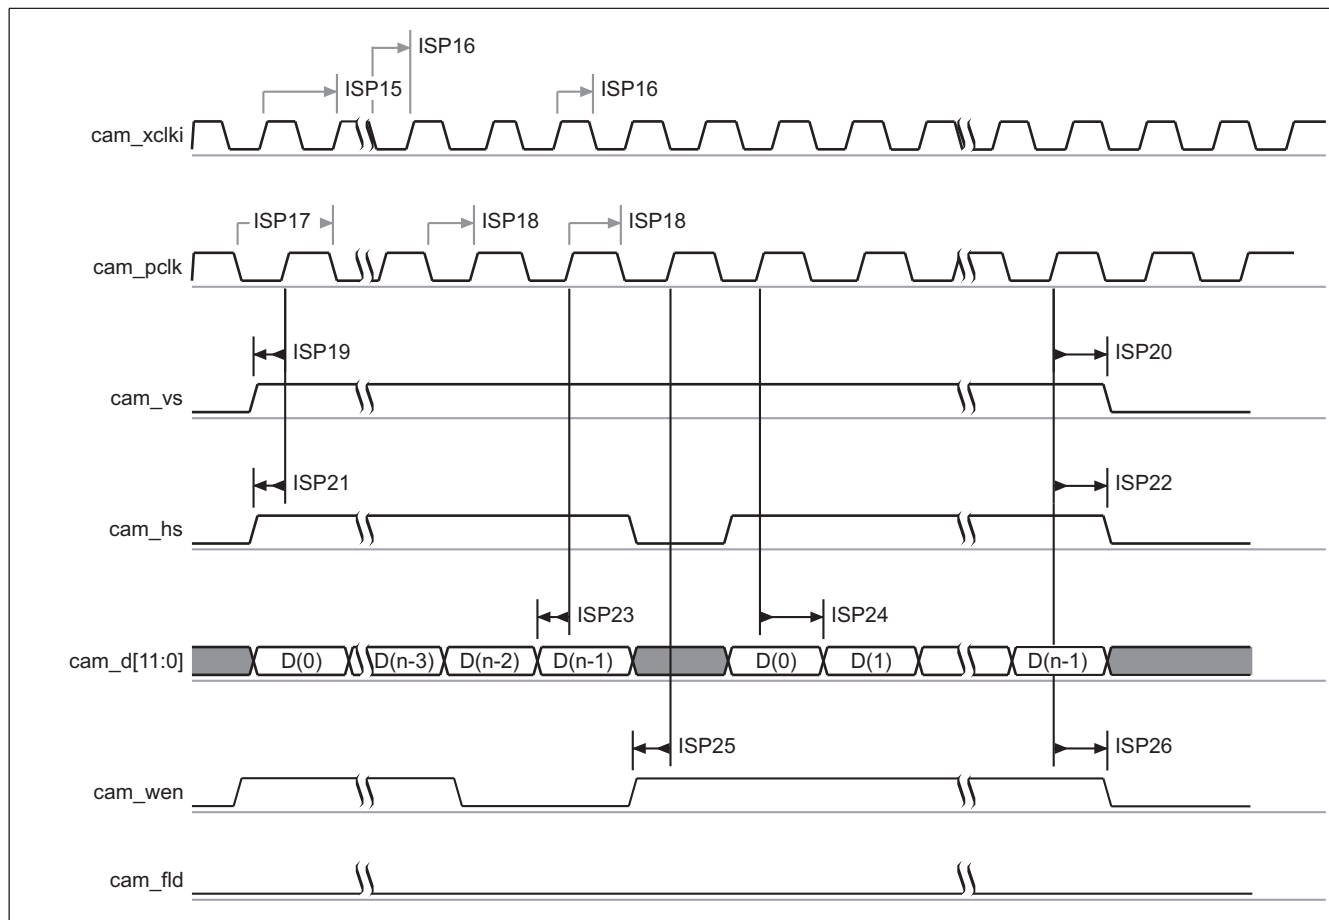 ISP16
ISP15
ISP16
cam_xclki
ISP17
ISP18
ISP18
cam_pclk
ISP19
ISP20
cam_vs
ISP21
ISP22
cam_hs
ISP23
ISP24
cam_d[11:0]
D(0)
D(n-3)
D(n-2)
D(n-1)
D(0)
D(1)
D(n-1)
ISP25
ISP26
cam_wen
cam_fld